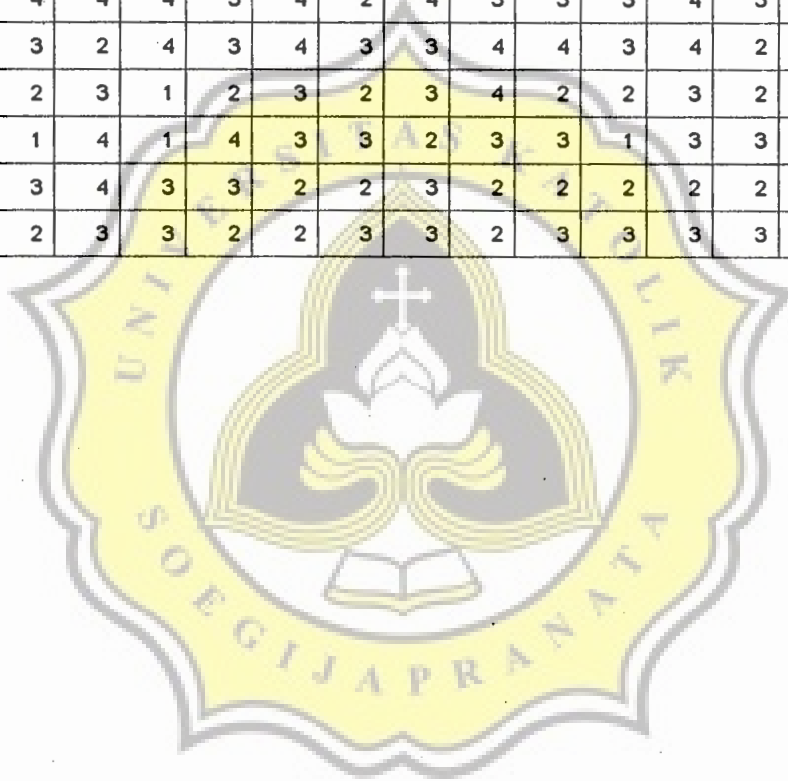 4 4 4 3 4 2 4 3 3 3 4 3
3 2 4 3 4 3 3 4 4 3 4 2
2 3 1 2 3 2 3 4 2 2 3 2
1 4 1 4 3 3 2 3 3 1 3 3
3 4 3 3 2 2 3 2 2 2 2 2
2 3 3 2 2 3 3 2 3 3 3 3
UNIVERSITAS KATOLIK
SOEGIJAPRANATA